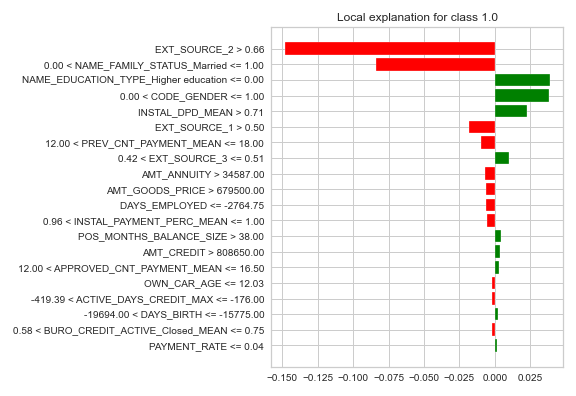 Local explanation for class 1.0
EXT_SOURCE_2 > 0.66
0.00 < NAME_FAMILY_STATUS_Married <= 1.00
NAME_EDUCATION_TYPE_Higher education <= 0.00
0.00 < CODE_GENDER <= 1.00
INSTAL_DPD_MEAN > 0.71
EXT_SOURCE_1 > 0.50
12.00 < PREV_CNT_PAYMENT_MEAN <= 18.00
0.42 < EXT_SOURCE_3 <= 0.51
AMT_ANNUITY > 34587.00
AMT_GOODS_PRICE > 679500.00
DAYS_EMPLOYED <= -2764.75
0.96 < INSTAL_PAYMENT_PERC_MEAN <= 1.00
POS_MONTHS_BALANCE_SIZE > 38.00
AMT_CREDIT > 808650.00
12.00 < APPROVED_CNT_PAYMENT_MEAN <= 16.50
OWN_CAR_AGE <= 12.03
-419.39 < ACTIVE_DAYS_CREDIT_MAX <= -176.00
-19694.00 < DAYS_BIRTH <= -15775.00
0.58 < BURO_CREDIT_ACTIVE_Closed_MEAN <= 0.75
PAYMENT_RATE <= 0.04
−0.150 −0.125 −0.100 −0.075 −0.050 −0.025 0.000 0.025